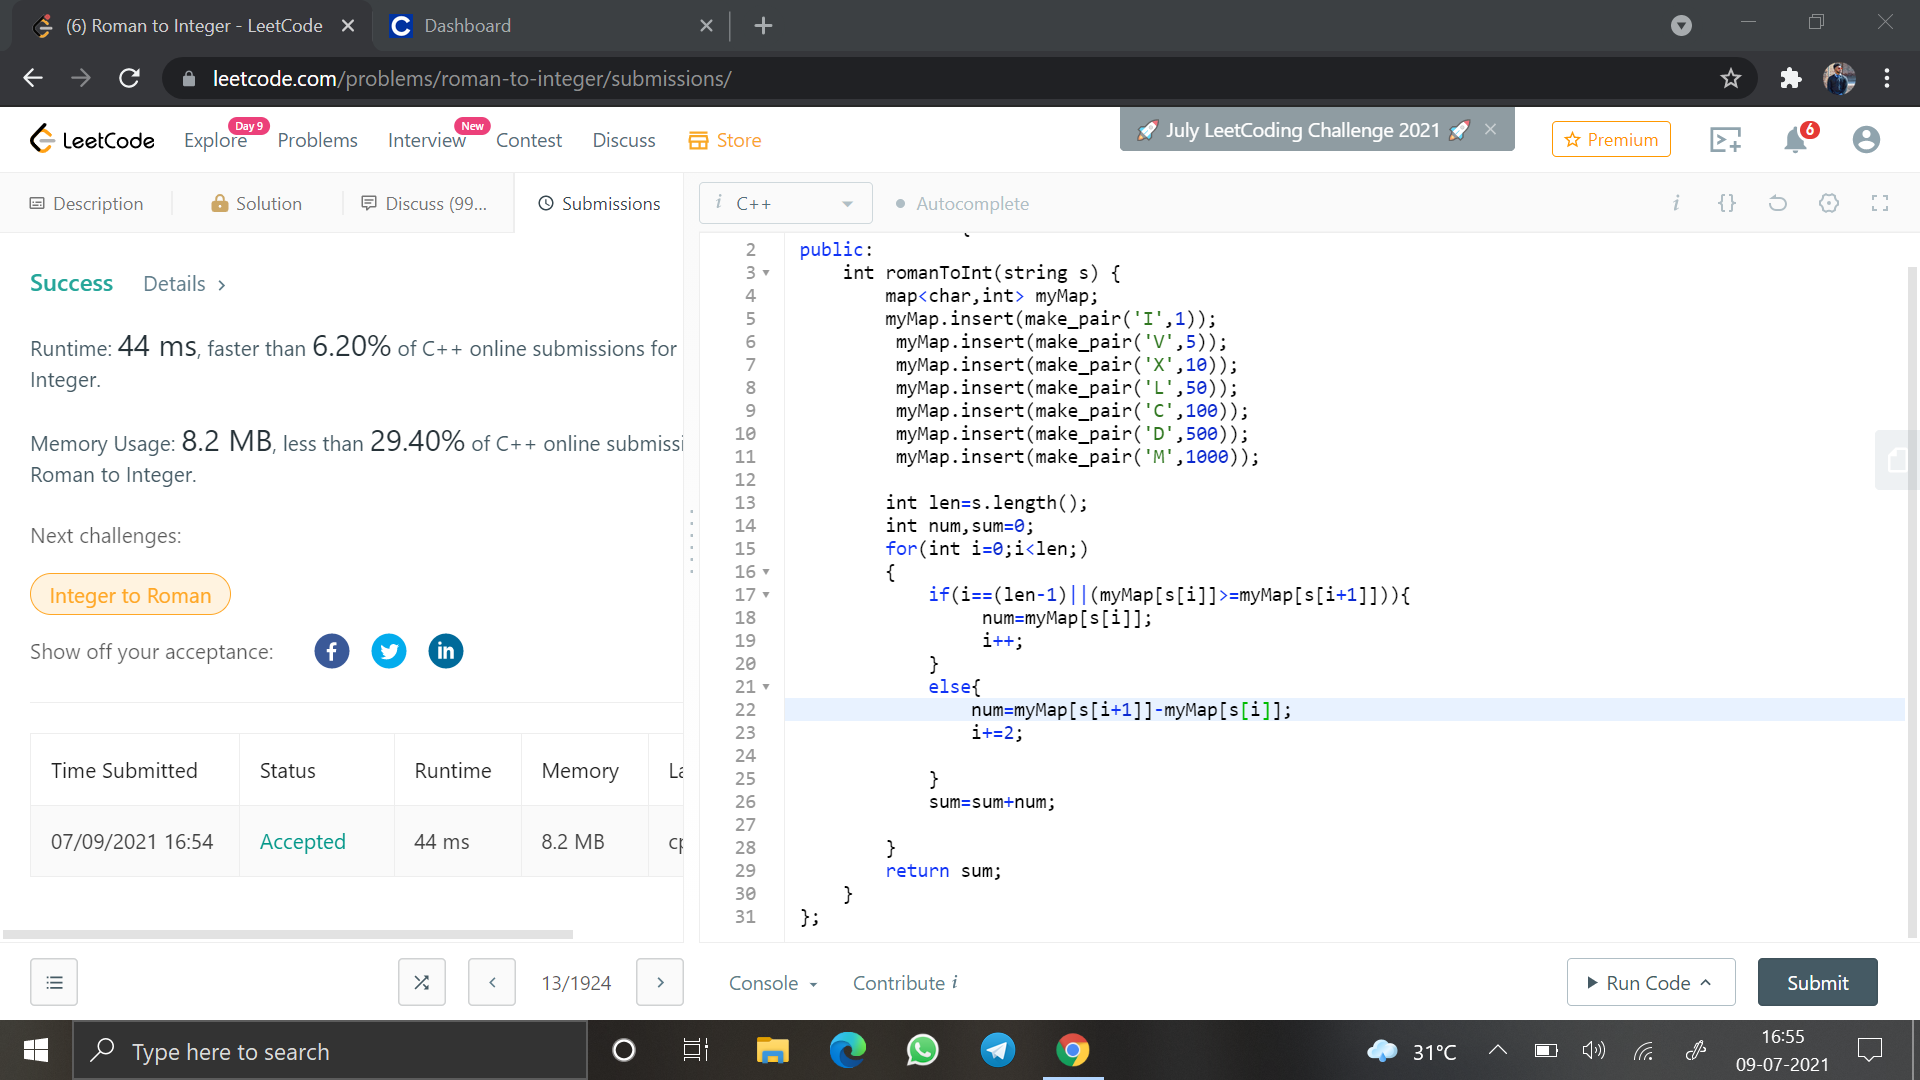 (6) Roman to Integer - LeetCode
Dashboard
leetcode.com/problems/roman-to-integer/submissions/
LeetCode
Explore
Day 9
Problems
Interview
New
Contest
Discuss
Store
July LeetCoding Challenge 2021
Premium
6
Description
Solution
Discuss (99...
Submissions
i C++
Autocomplete
Success
Details
Runtime: 44 ms, faster than 6.20% of C++ online submissions for
Integer.
Memory Usage: 8.2 MB, less than 29.40% of C++ online submissi
Roman to Integer.
Next challenges:
Integer to Roman
Show off your acceptance:
Time Submitted Status Runtime Memory La
07/09/2021 16:54 Accepted 44 ms 8.2 MB cp
2 public:
3 int romanToInt(string s) {
4 map<char,int> myMap;
5 myMap.insert(make_pair('I',1));
6 myMap.insert(make_pair('V',5));
7 myMap.insert(make_pair('X',10));
8 myMap.insert(make_pair('L',50));
9 myMap.insert(make_pair('C',100));
10 myMap.insert(make_pair('D',500));
11 myMap.insert(make_pair('M',1000));
12
13 int len=s.length();
14 int num,sum=0;
15 for(int i=0;i<len;)
16 {
17 if(i==(len-1)||(myMap[s[i]]>=myMap[s[i+1]])){
18 num=myMap[s[i]];
19 i++;
20 }
21 else{
22 num=myMap[s[i+1]]-myMap[s[i]];
23 i+=2;
24
25 }
26 sum=sum+num;
27
28 }
29 return sum;
30 }
31 };
13/1924
Console
Contribute i
Run Code
Submit
Type here to search
31°C
16:55
09-07-2021